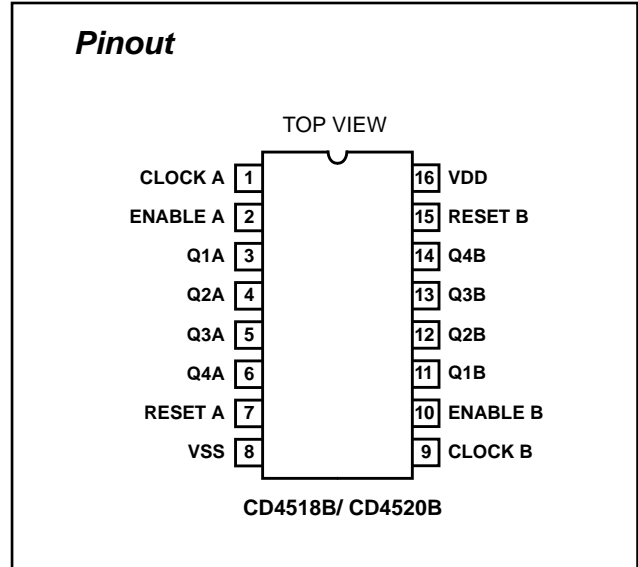 Pinout
TOP VIEW
CLOCK A 1 16 VDD
ENABLE A 2 15 RESET B
Q1A 3 14 Q4B
Q2A 4 13 Q3B
Q3A 5 12 Q2B
Q4A 6 11 Q1B
RESET A 7 10 ENABLE B
VSS 8 9 CLOCK B
CD4518B/ CD4520B